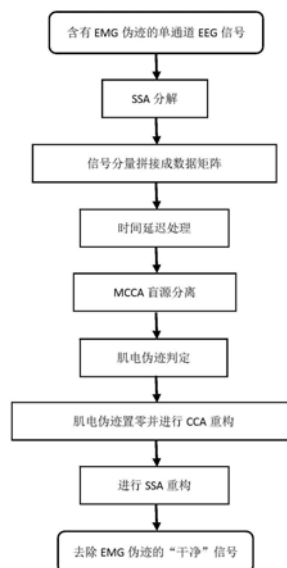 含有 EMG 伪迹的单通道 EEG 信号
SSA 分解
信号分量拼接成数据矩阵
时间延迟处理
MCCA 盲源分离
肌电伪迹判定
肌电伪迹置零并进行 CCA 重构
进行 SSA 重构
去除 EMG 伪迹的“干净”信号